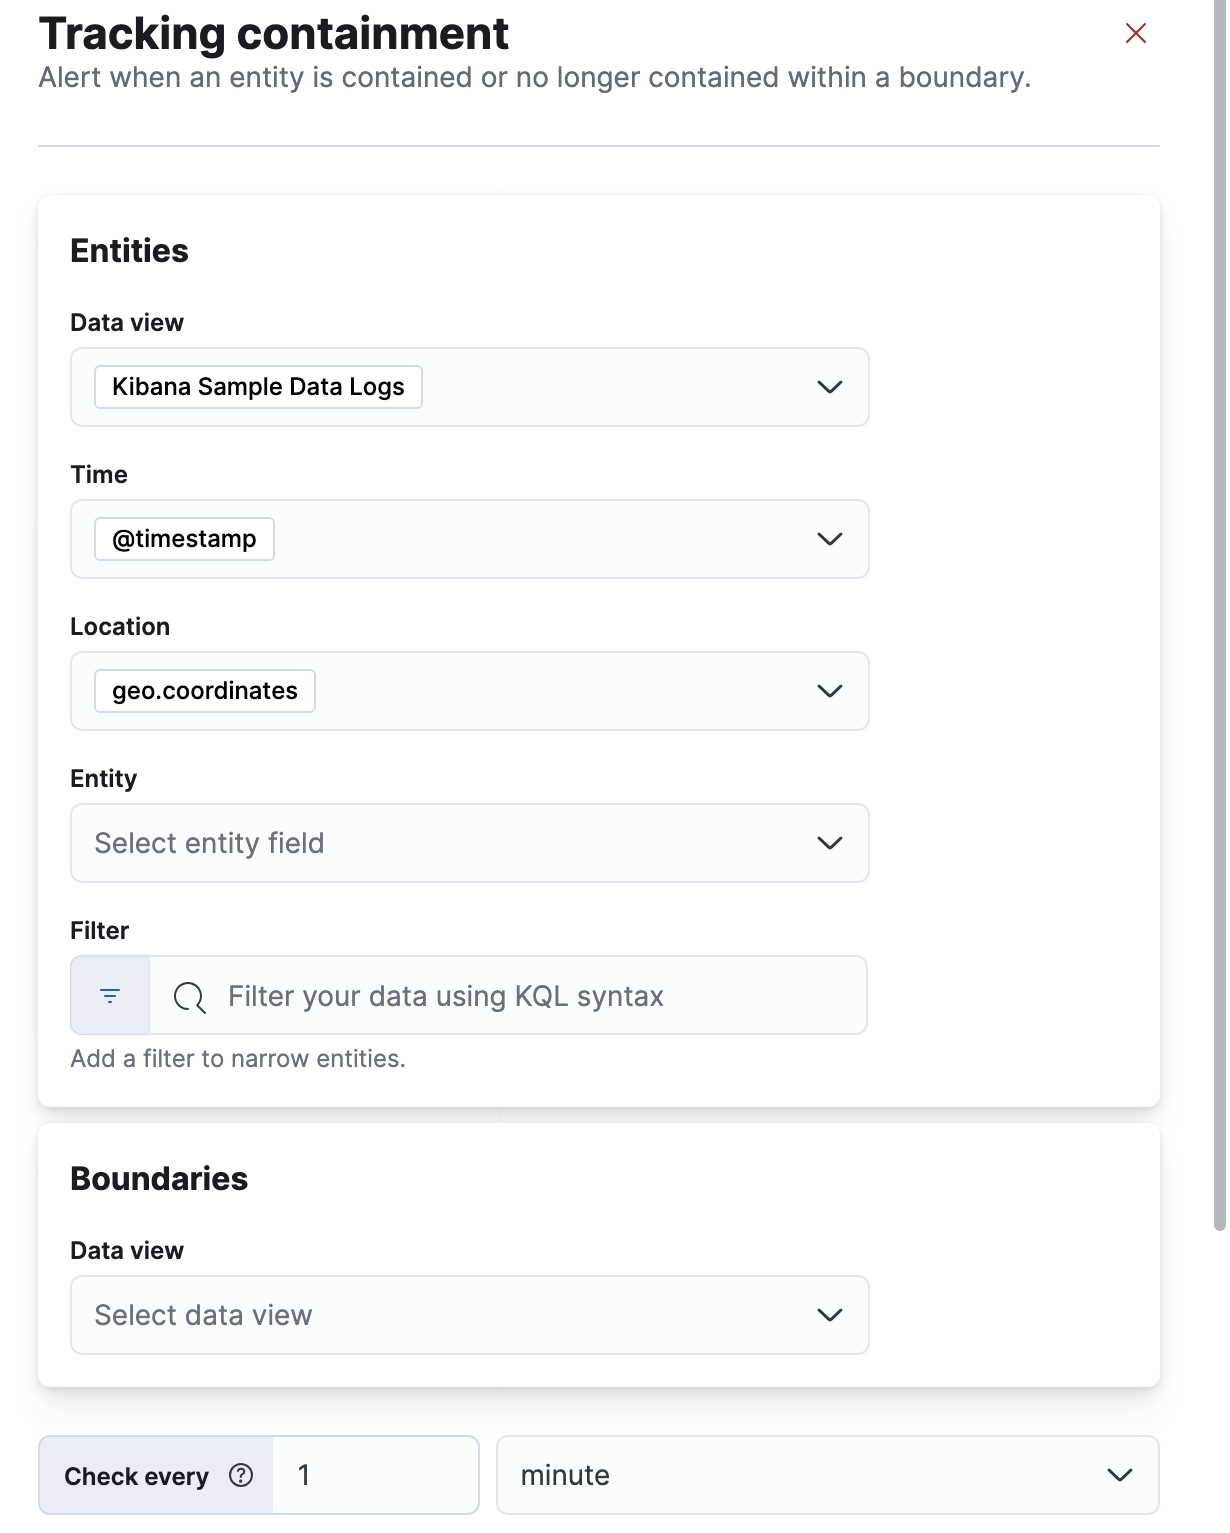 Tracking containment
Alert when an entity is contained or no longer contained within a boundary.
Entities
Data view
Kibana Sample Data Logs
Time
@timestamp
Location
geo.coordinates
Entity
Select entity field
Filter
Filter your data using KQL syntax
Add a filter to narrow entities.
Boundaries
Data view
Select data view
Check every 1 minute